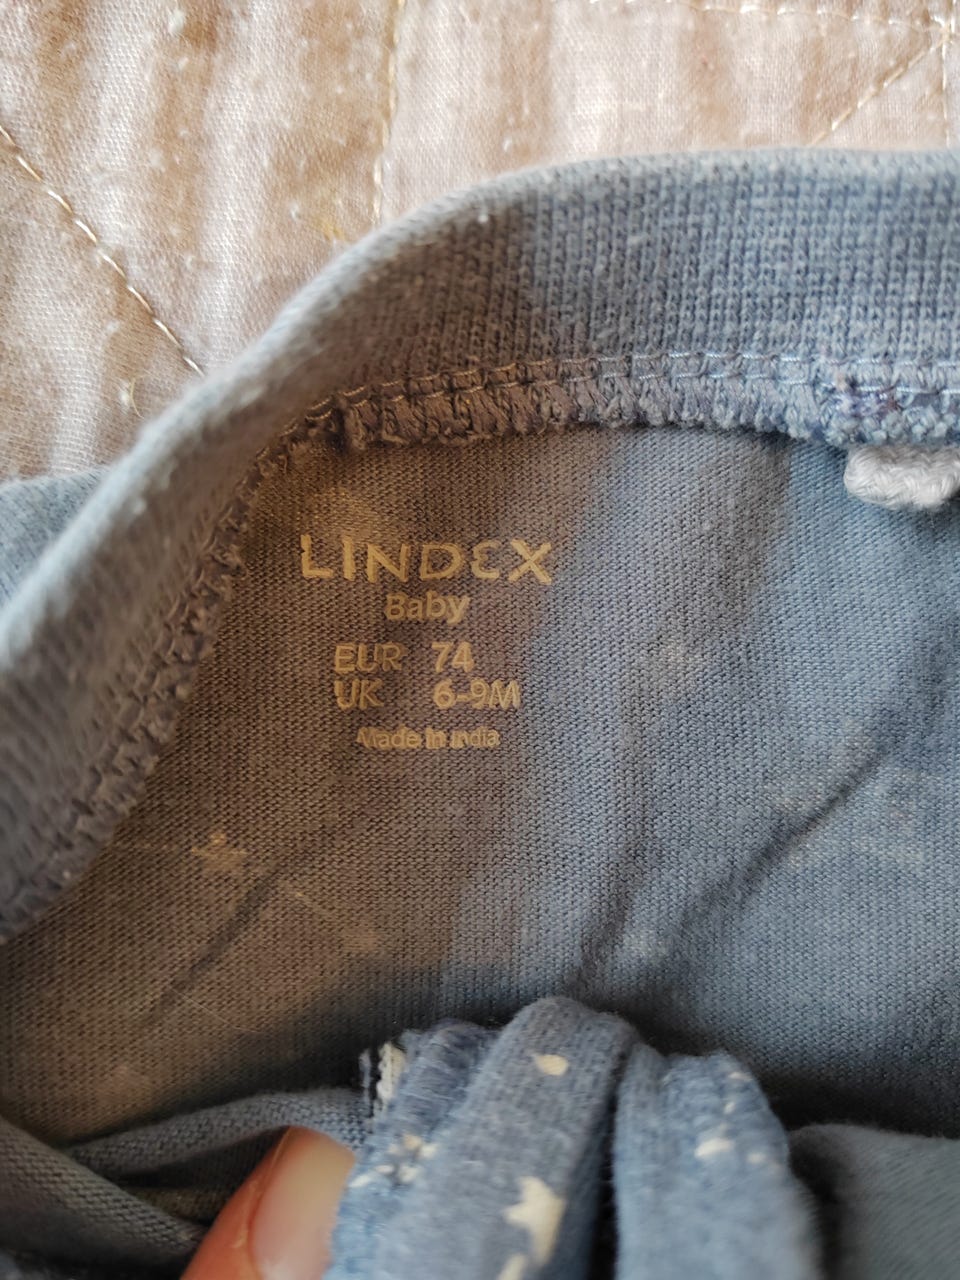 LINDEX
Baby
EUR 74
UK 6-9M
Made in India